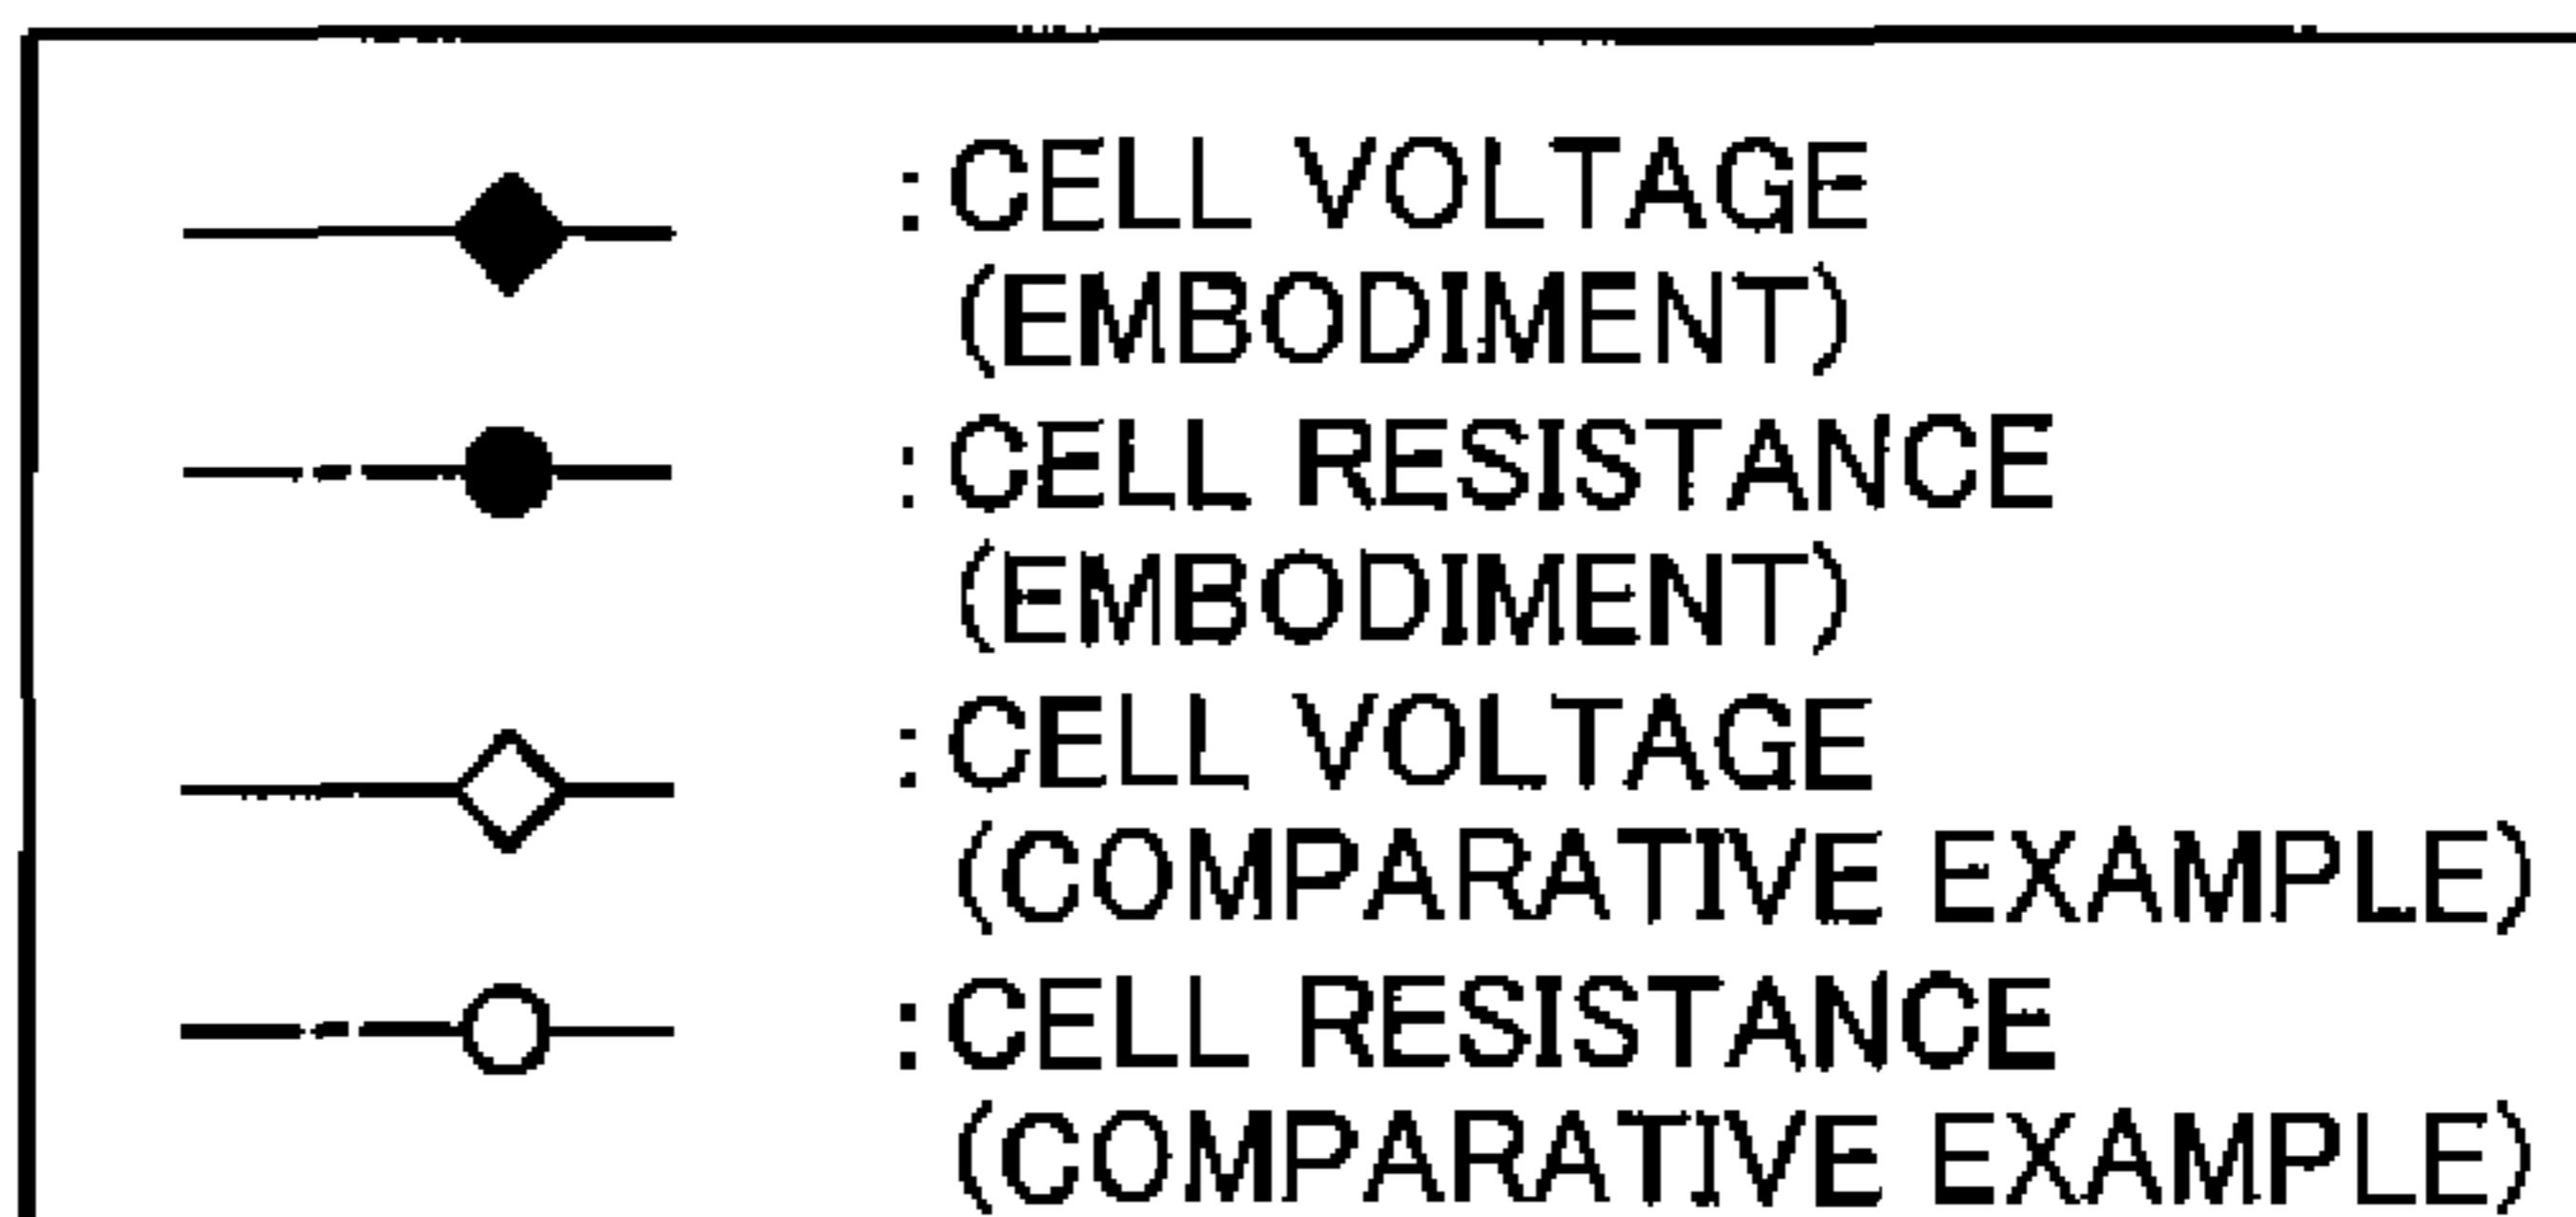 :CELL VOLTAGE
(EMBODIMENT)
:CELL RESISTANCE
(EMBODIMENT)
:CELL VOLTAGE
(COMPARATIVE EXAMPLE)
:CELL RESISTANCE
(COMPARATIVE EXAMPLE)